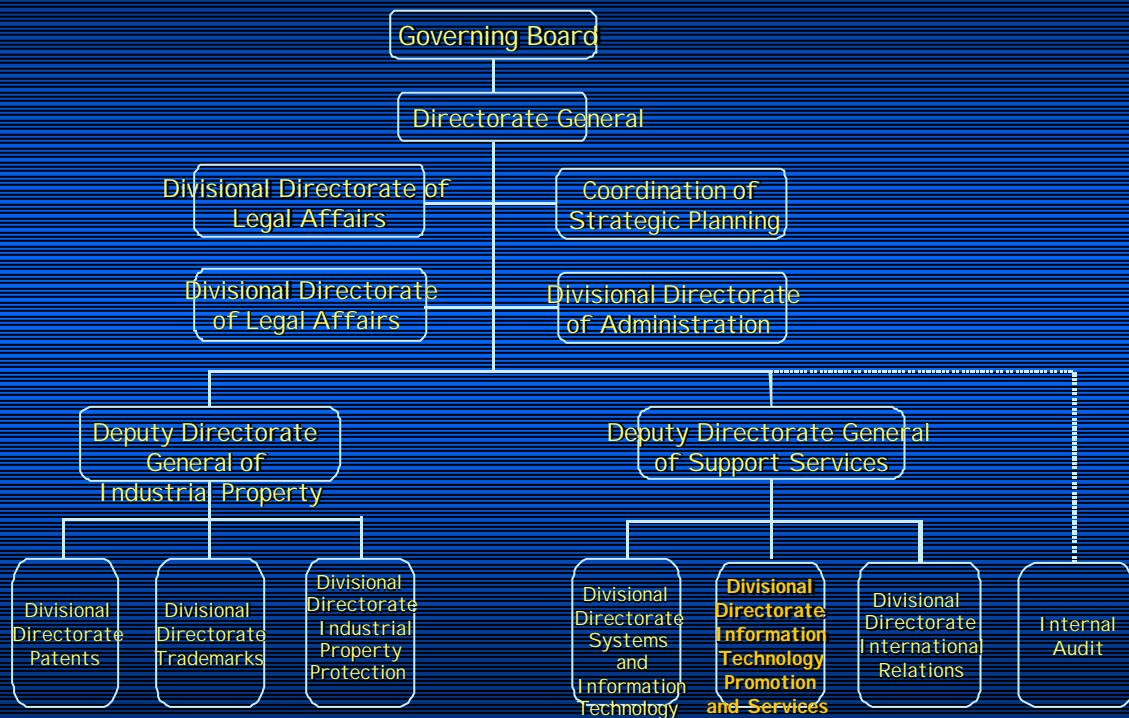 Governing Board
Directorate General
Divisional Directorate of
Legal Affairs
Coordination of
Strategic Planning
Divisional Directorate
of Legal Affairs
Divisional Directorate
of Administration
Deputy Directorate
General of
Industrial Property
Deputy Directorate General
of Support Services
Divisional
Directorate
Patents
Divisional
Directorate
Trademarks
Divisional
Directorate
Industrial
Property
Protection
Divisional
Directorate
Systems
and
Information
Technology
Divisional
Directorate
Information
Technology
Promotion
and Services
Divisional
Directorate
International
Relations
Internal
Audit